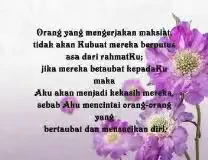 Orang yang mengerjakan maksiat,
tidak akan Kubuat mereka berputus
asa dari rahmatKu;
jika mereka betaubat kepadaKu
maka
Aku akan menjadi kekasih mereka,
sebab Aku mencintai orang-orang
yang
bertaubat dan mensucikan diri.